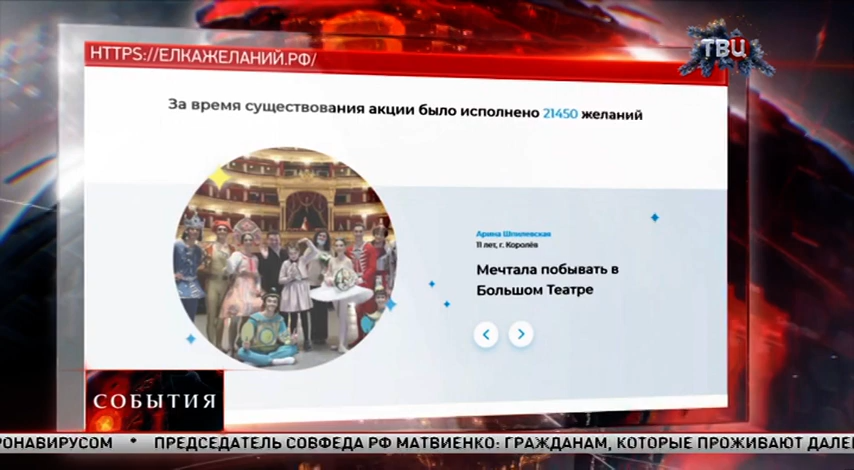 HTTPS://ЕЛКАЖЕЛАНИЙ.РФ/
ТВЦ
За время существования акции было исполнено 21450 желаний
Арина Шпилевская
11 лет, г. Королёв
Мечтала побывать в
Большом Театре
СОБЫТИЯ
РОНАВИРУСОМ * ПРЕДСЕДАТЕЛЬ СОВФЕДА РФ МАТВИЕНКО: ГРАЖДАНАМ, КОТОРЫЕ ПРОЖИВАЮТ ДАЛЕ